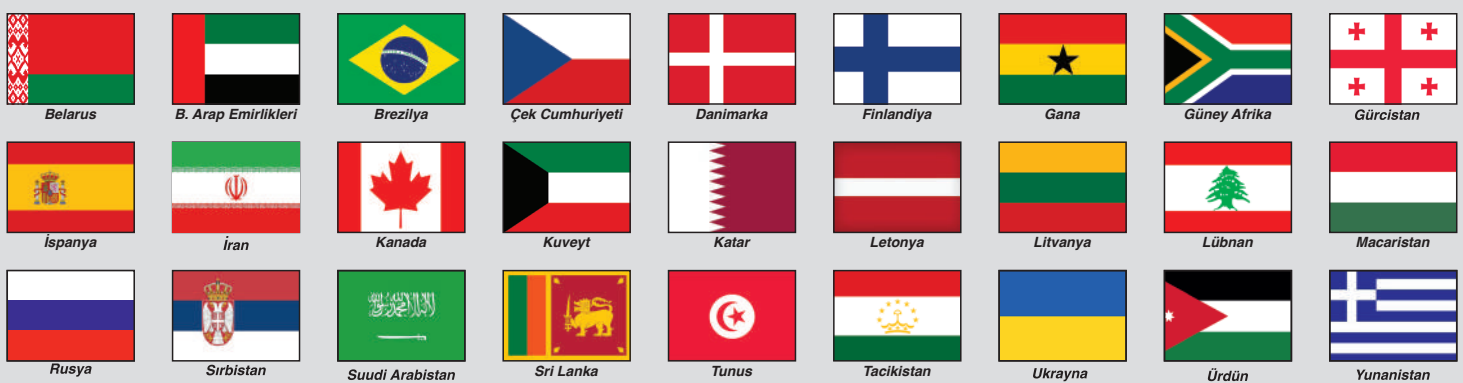 Belarus
B. Arap Emirlikleri
Brezilya
Çek Cumhuriyeti
Danimarka
Finlandiya
Gana
Güney Afrika
Gürcistan
İspanya
İran
Kanada
Kuveyt
Katar
Letonya
Litvanya
Lübnan
Macaristan
Rusya
Sırbistan
Suudi Arabistan
Sri Lanka
Tunus
Tacikistan
Ukrayna
Ürdün
Yunanistan